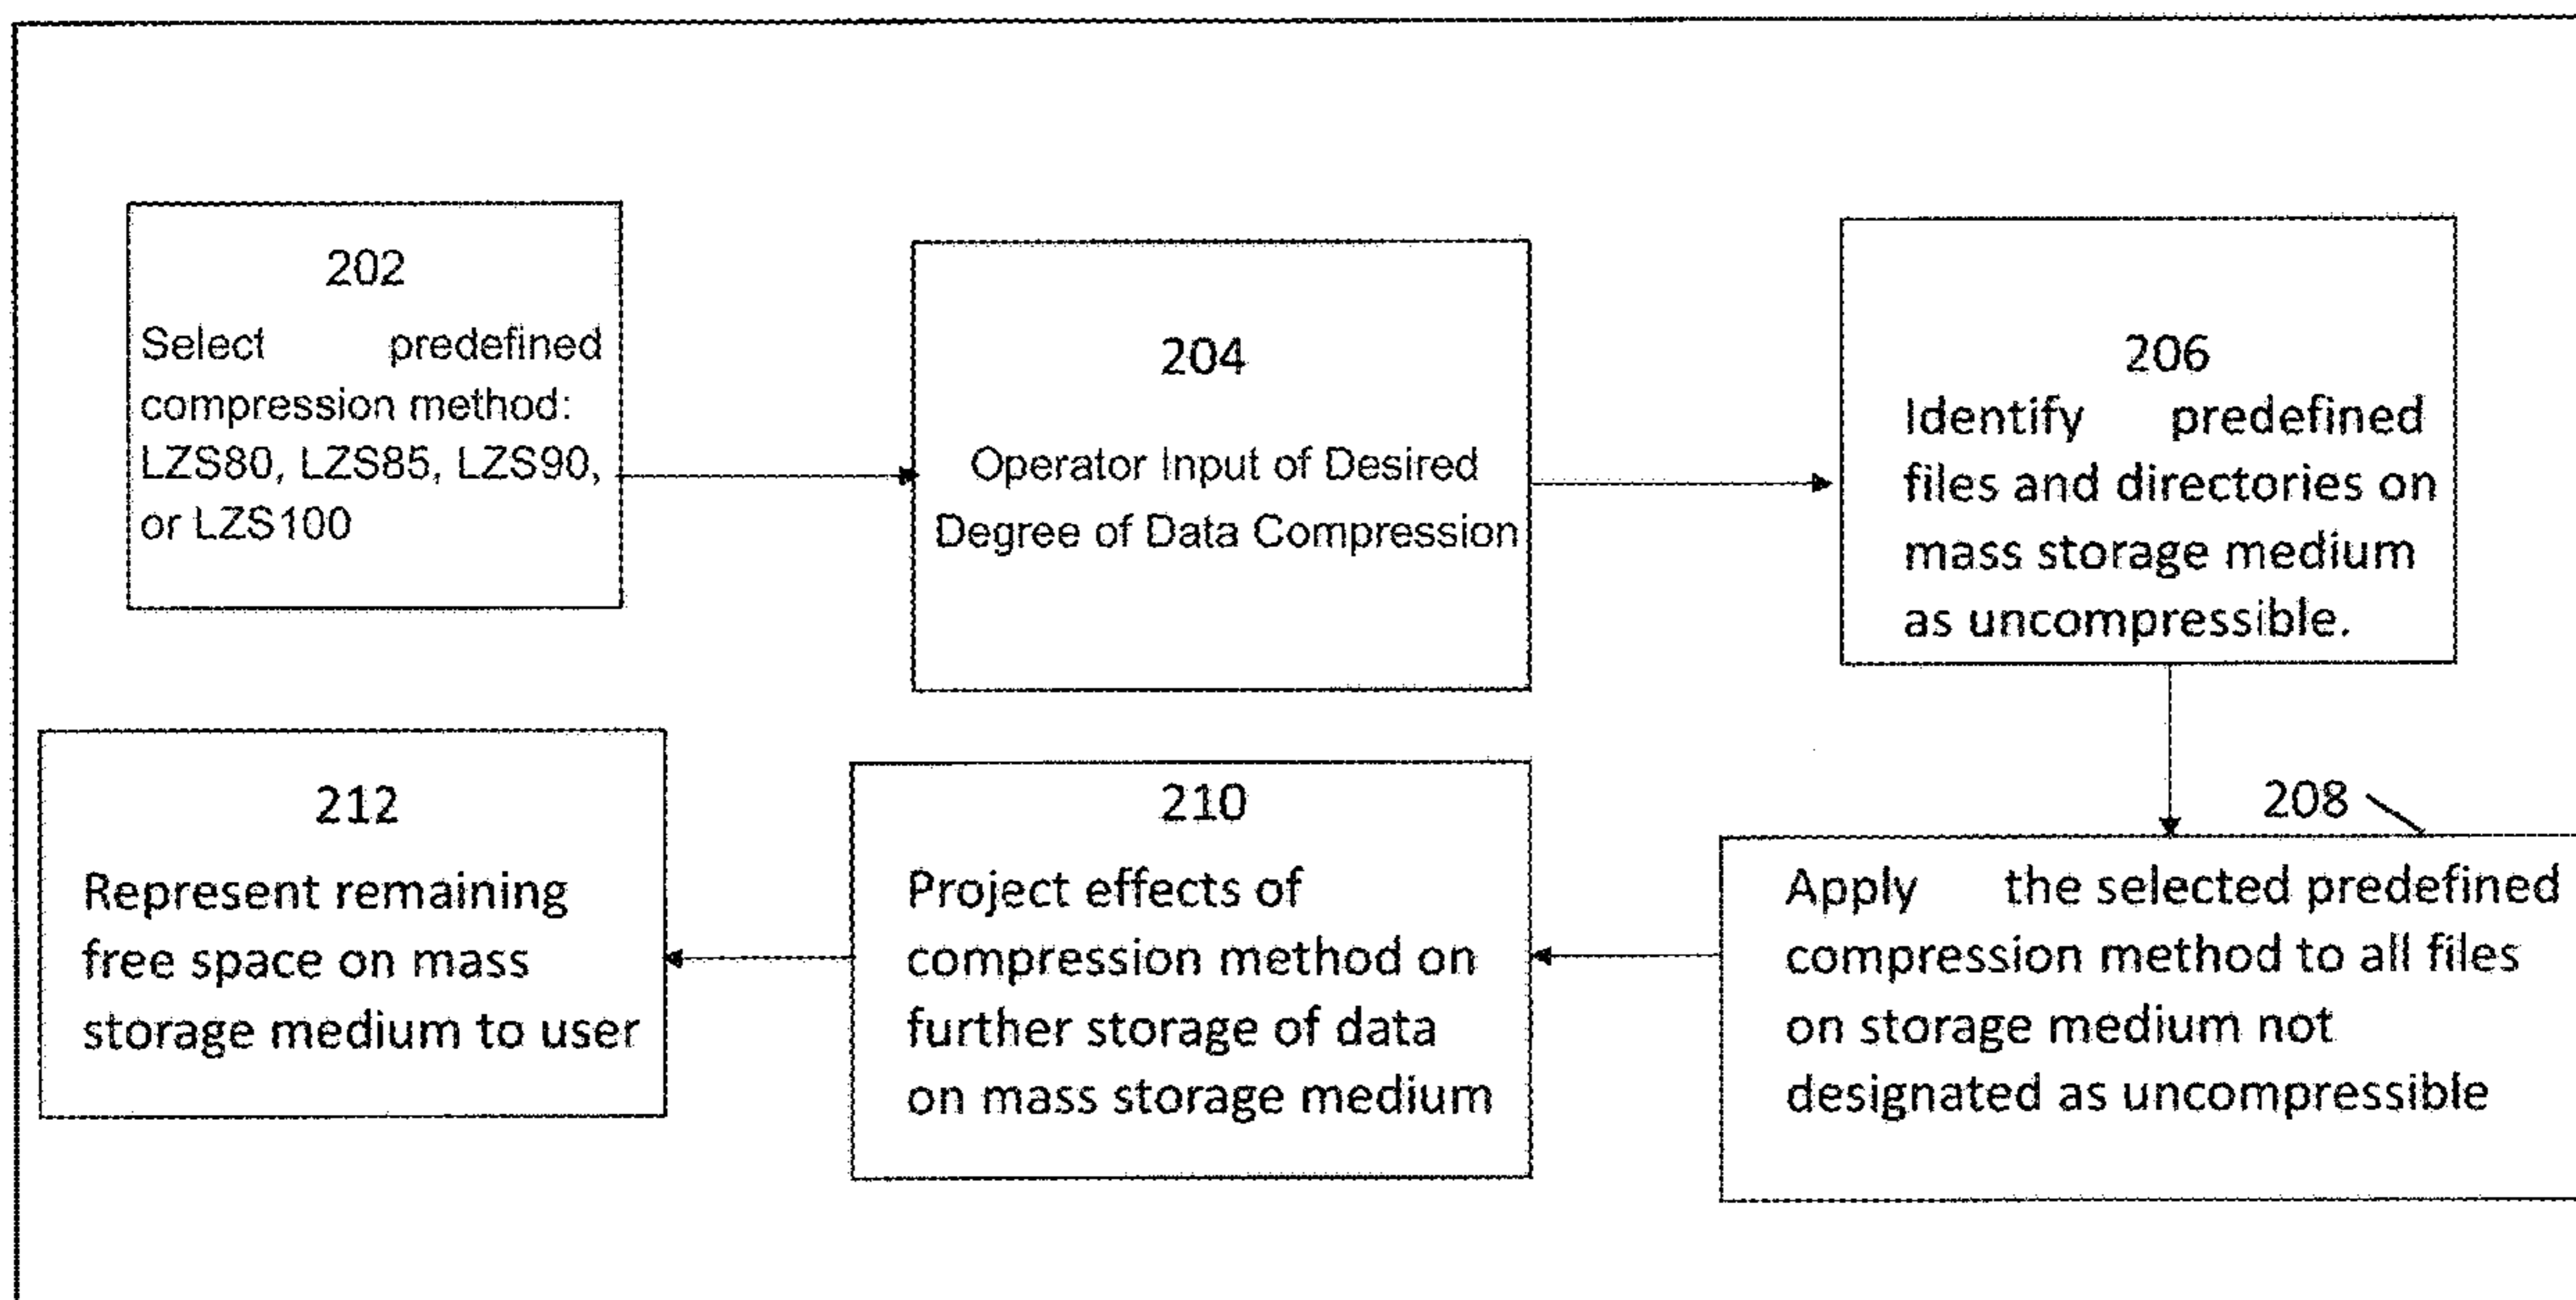 202
Select predefined
compression method:
LZS80, LZS85, LZS90,
or LZS100
204
Operator Input of Desired
Degree of Data Compression
206
Identify predefined
files and directories on
mass storage medium
as uncompressible.
208
Apply the selected predefined
compression method to all files
on storage medium not
designated as uncompressible
210
Project effects of
compression method on
further storage of data
on mass storage medium
212
Represent remaining
free space on mass
storage medium to user